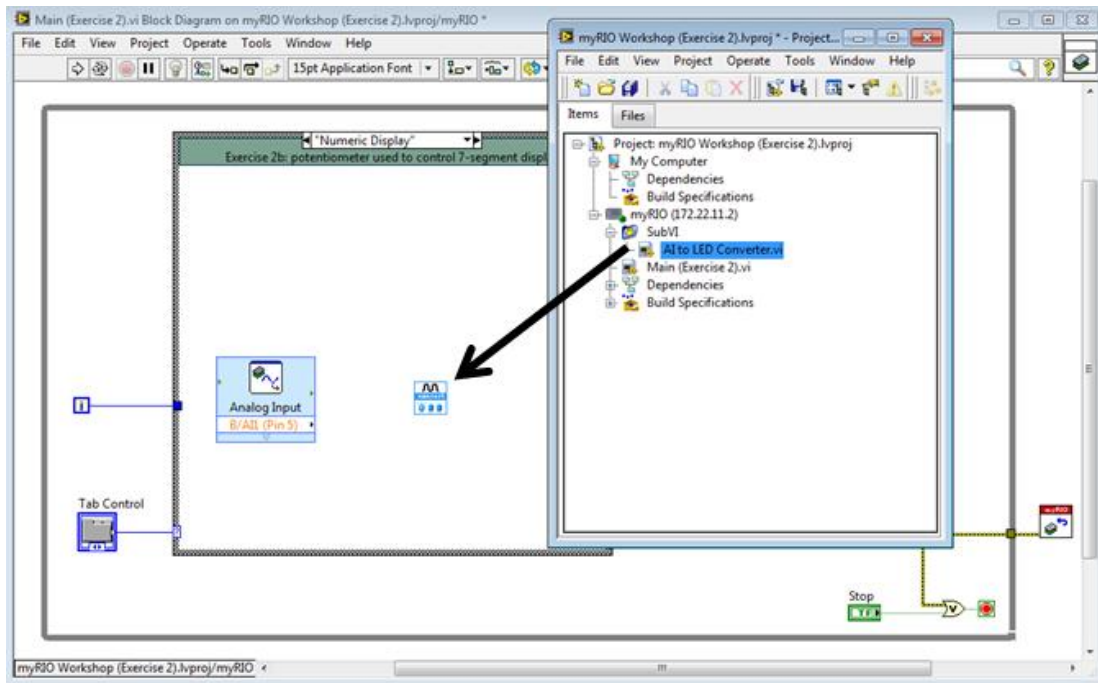 Main (Exercise 2).vi Block Diagram on myRIO Workshop (Exercise 2).lvproj/myRIO *
File Edit View Project Operate Tools Window Help
15pt Application Font
"Numeric Display"
Exercise 2b: potentiometer used to control 7-segment displ
Analog Input
B/AI1 (Pin 5)
i
Tab Control
?
myRIO
Stop
TF
V
myRIO Workshop (Exercise 2).lvproj/myRIO
myRIO Workshop (Exercise 2).lvproj * - Project...
File Edit View Project Operate Tools Window Help
Items Files
Project: myRIO Workshop (Exercise 2).lvproj
My Computer
Dependencies
Build Specifications
myRIO (172.22.11.2)
SubVI
AI to LED Converter.vi
Main (Exercise 2).vi
Dependencies
Build Specifications